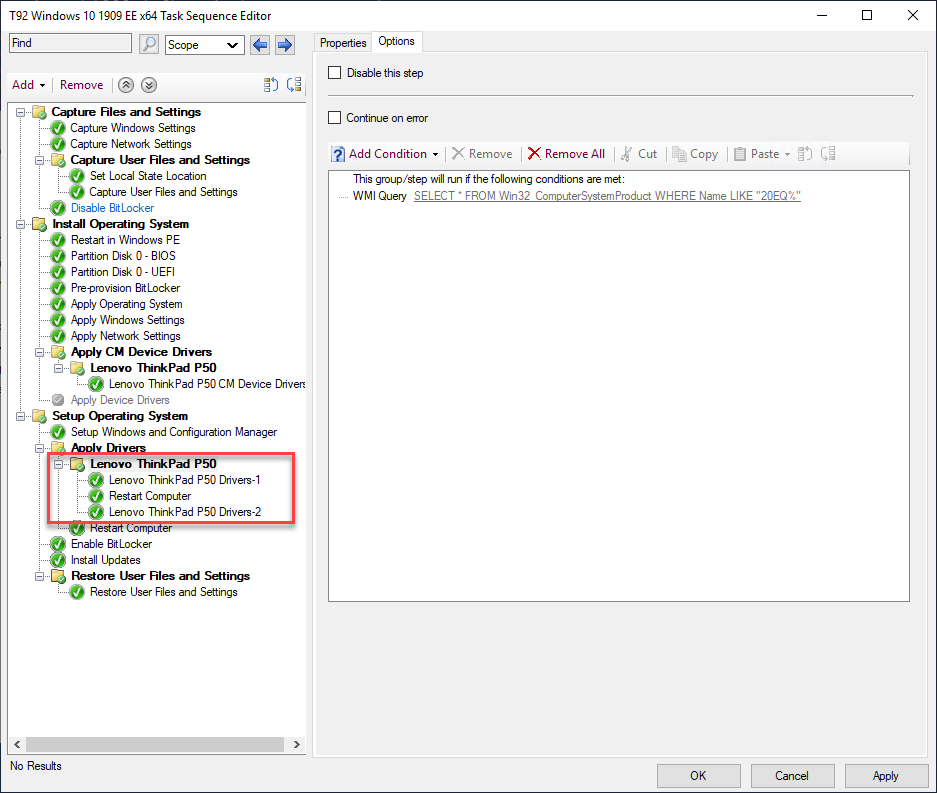 T92 Windows 10 1909 EE x64 Task Sequence Editor
Find
Scope
Add
Remove
Capture Files and Settings
Capture Windows Settings
Capture Network Settings
Capture User Files and Settings
Set Local State Location
Capture User Files and Settings
Disable BitLocker
Install Operating System
Restart in Windows PE
Partition Disk 0 - BIOS
Partition Disk 0 - UEFI
Pre-provision BitLocker
Apply Operating System
Apply Windows Settings
Apply Network Settings
Apply CM Device Drivers
Lenovo ThinkPad P50
Lenovo ThinkPad P50 CM Device Drivers
Apply Device Drivers
Setup Operating System
Setup Windows and Configuration Manager
Apply Drivers
Lenovo ThinkPad P50
Lenovo ThinkPad P50 Drivers-1
Restart Computer
Lenovo ThinkPad P50 Drivers-2
Restart Computer
Enable BitLocker
Install Updates
Restore User Files and Settings
Restore User Files and Settings
No Results
Properties Options
Disable this step
Continue on error
Add Condition Remove Remove All Cut Copy Paste
This group/step will run if the following conditions are met:
WMI Query SELECT * FROM Win32_ComputerSystemProduct WHERE Name LIKE "20EQ%"
OK Cancel Apply